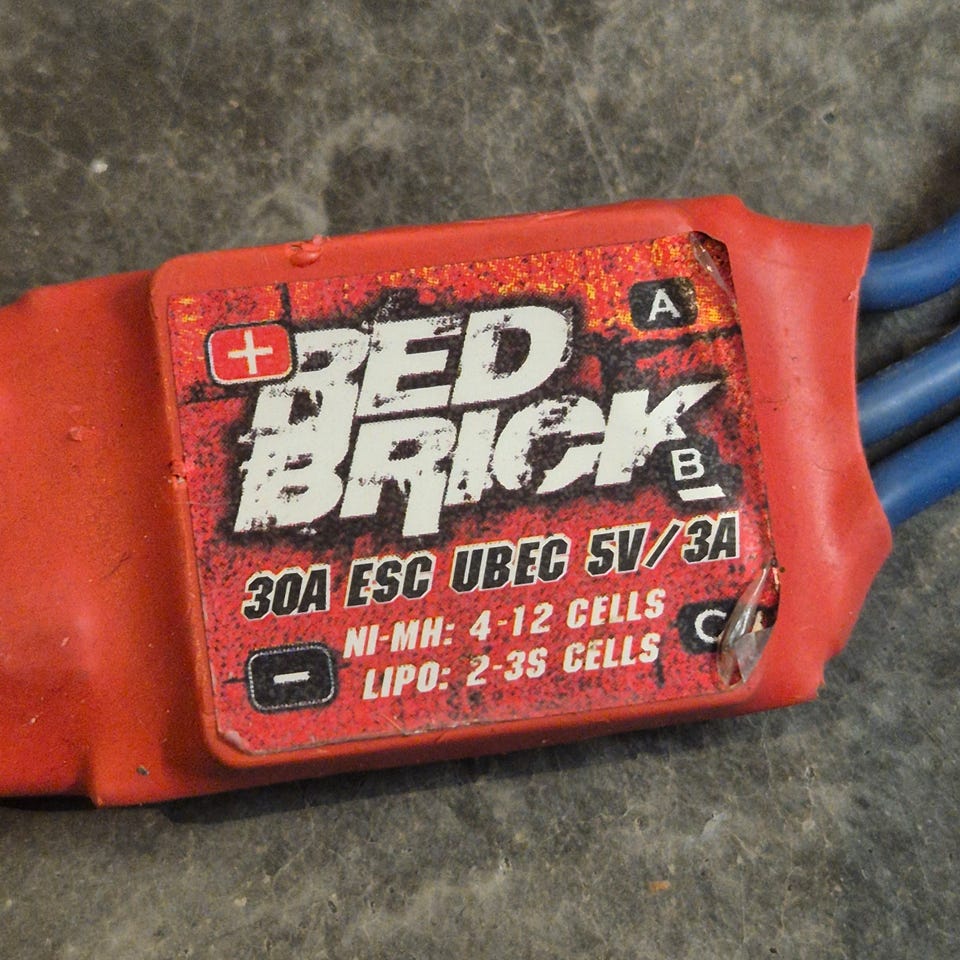 +
RED
A
BRICK
B
30A ESC UBEC 5V/3A
NI-MH: 4-12 CELLS
C
LIPO: 2-3S CELLS
-